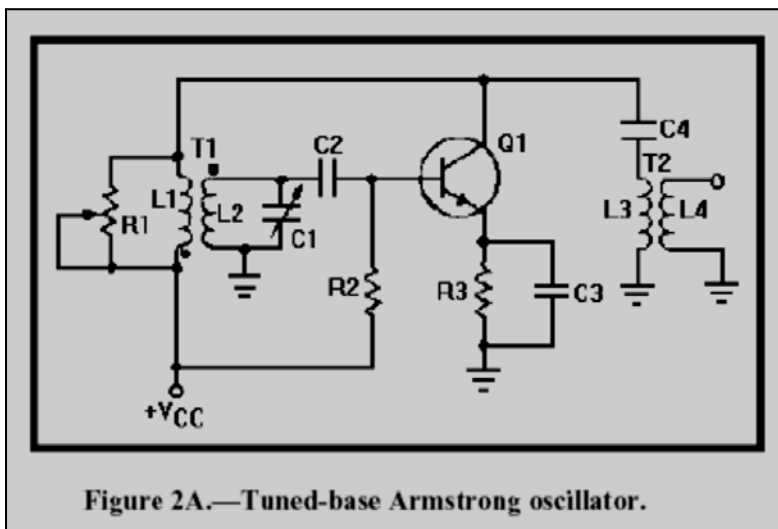 T1
C2
Q1
C4
T2
L1
L2
R1
C1
L3
L4
R2
R3
C3
+VCC
Figure 2A.—Tuned-base Armstrong oscillator.